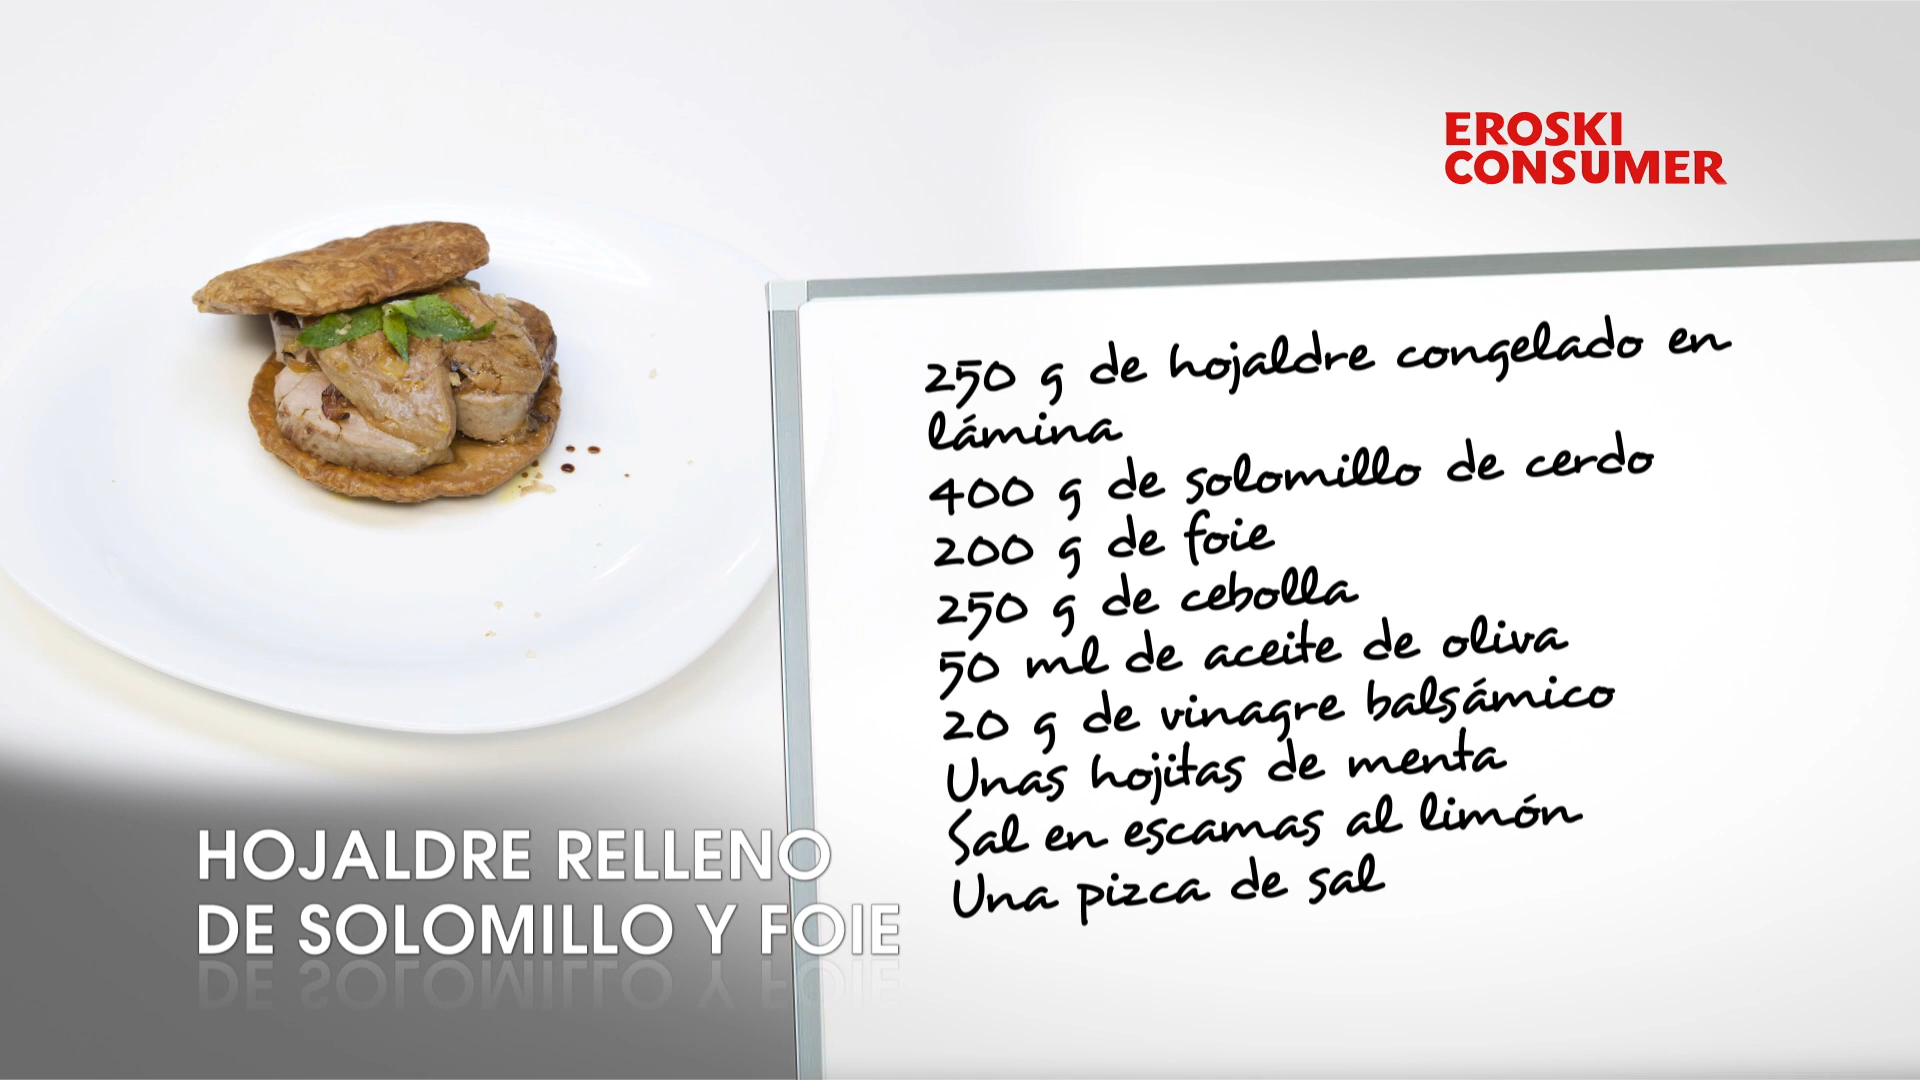 EROSKI
CONSUMER
250 g de hojaldre congelado en
lámina
400 g de solomillo de cerdo
200 g de foie
250 g de cebolla
50 ml de aceite de oliva
20 g de vinagre balsámico
Unas hojitas de menta
Sal en escamas al limón
Una pizca de sal
HOJALDRE RELLENO
DE SOLOMILLO Y FOIE